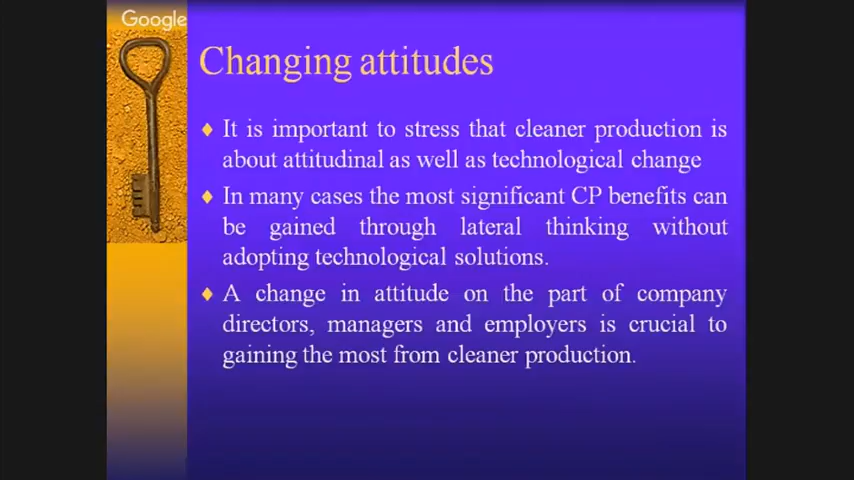 Google
Changing attitudes
It is important to stress that cleaner production is
about attitudinal as well as technological change
In many cases the most significant CP benefits can
be gained through lateral thinking without
adopting technological solutions.
A change in attitude on the part of company
directors, managers and employers is crucial to
gaining the most from cleaner production.